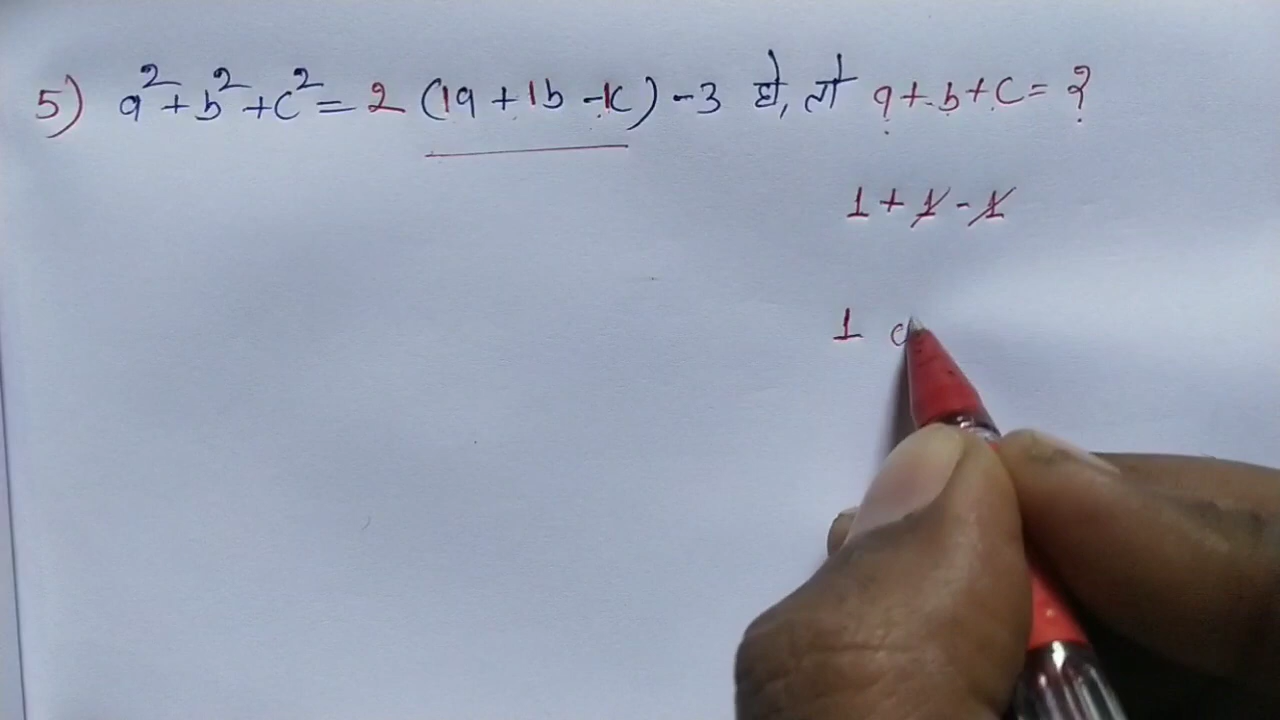 5) a²+b²+c²= 2 (1a + 1b -1c) -3 हो, तो a+b+c= ?
1 + 1 - 1
1